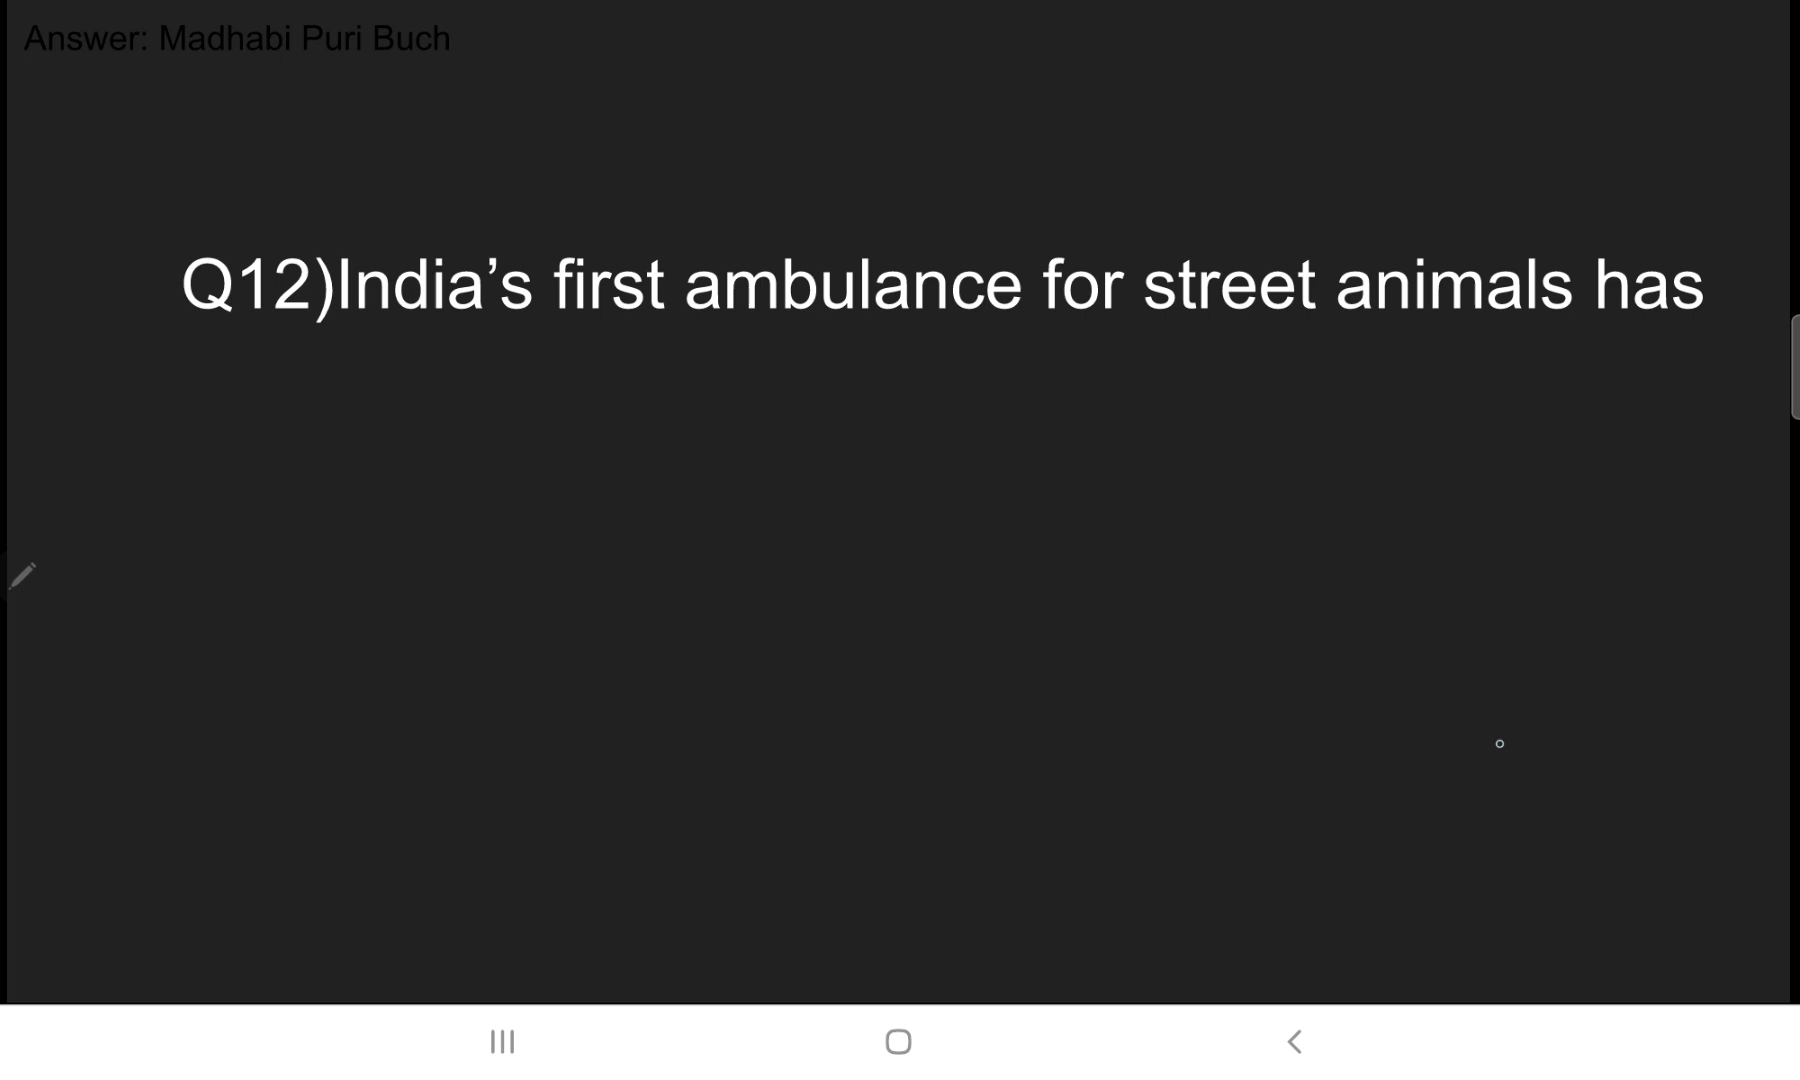 Answer: Madhabi Puri Buch
Q12)India’s first ambulance for street animals has